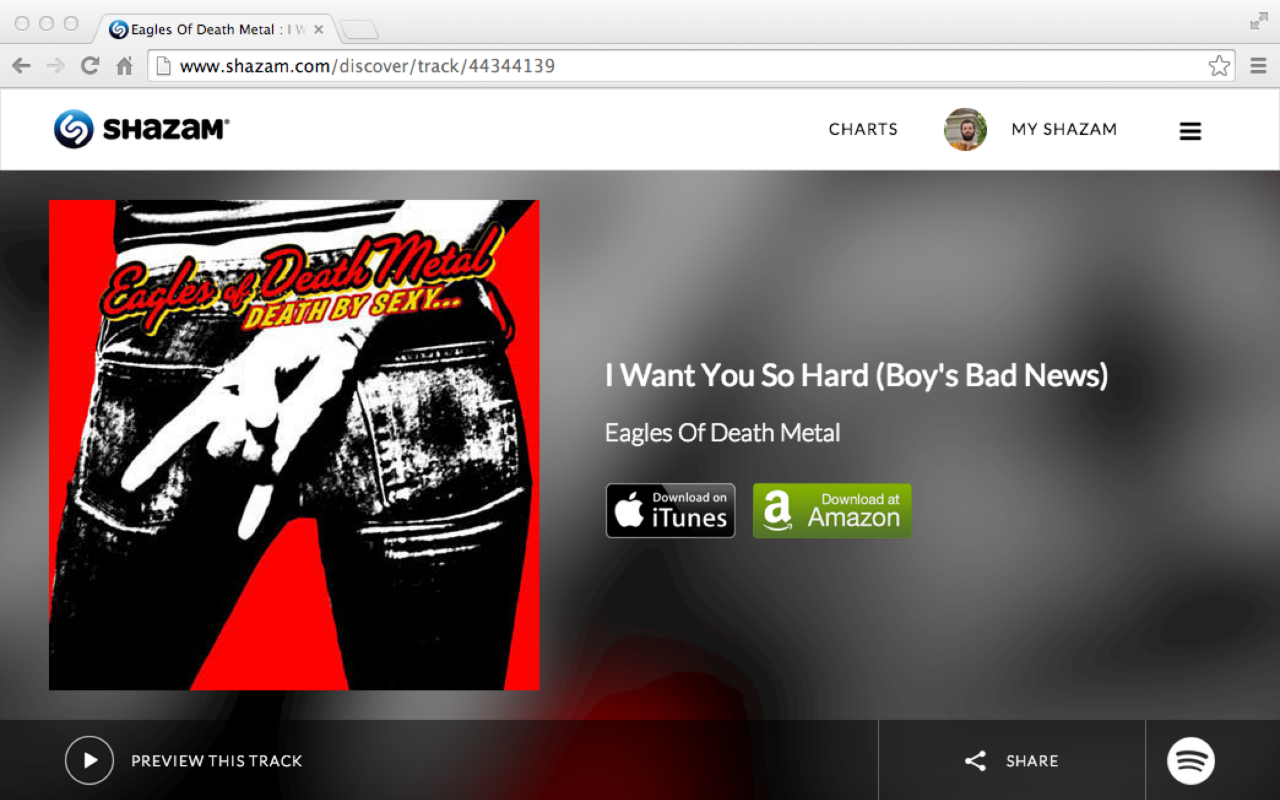 Eagles Of Death Metal : I W
www.shazam.com/discover/track/44344139
SHAZAM
CHARTS
MY SHAZAM
Eagles of Death Metal
DEATH BY SEXY...
I Want You So Hard (Boy's Bad News)
Eagles Of Death Metal
Download on
iTunes
Download at
Amazon
PREVIEW THIS TRACK
SHARE